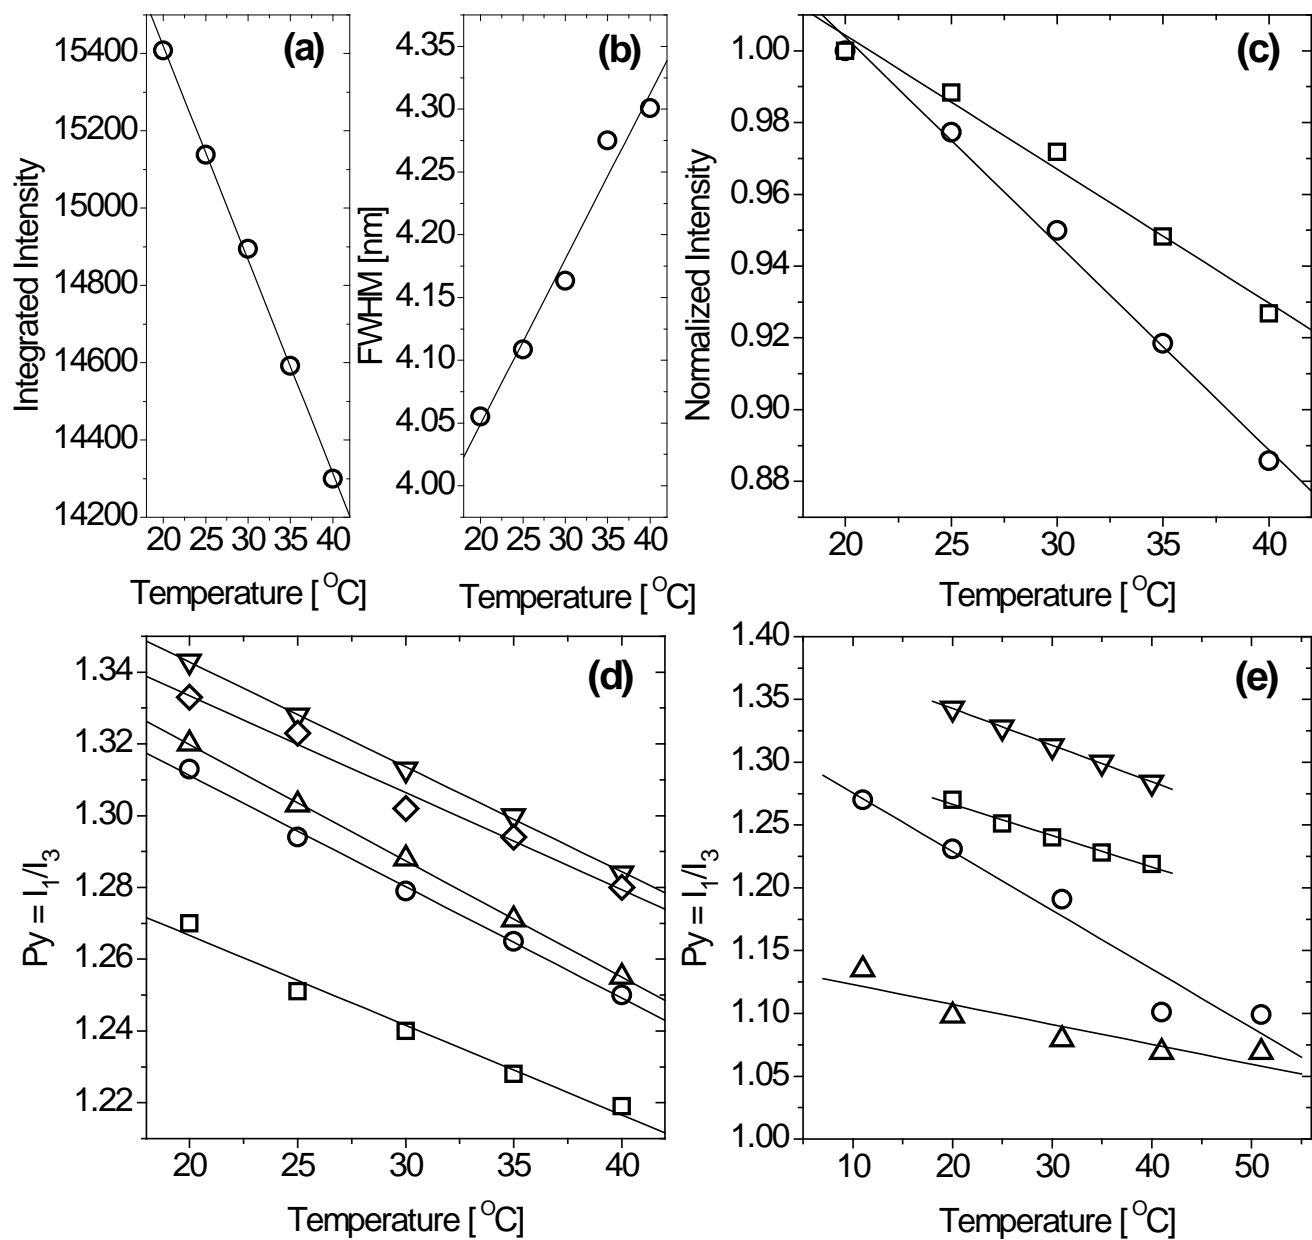 (a)
15400
15200
15000
14800
14600
14400
14200
Integrated Intensity
20 25 30 35 40
Temperature [ °C]
(b)
4.35
4.30
4.25
4.20
4.15
4.10
4.05
4.00
FWHM [nm]
20 25 30 35 40
Temperature [ °C]
(c)
1.00
0.98
0.96
0.94
0.92
0.90
0.88
Normalized Intensity
20 25 30 35 40
Temperature [ °C]
(d)
1.34
1.32
1.30
1.28
1.26
1.24
1.22
Py = I₁/I₃
20 25 30 35 40
Temperature [ °C]
(e)
1.40
1.35
1.30
1.25
1.20
1.15
1.10
1.05
1.00
Py = I₁/I₃
10 20 30 40 50
Temperature [ °C]